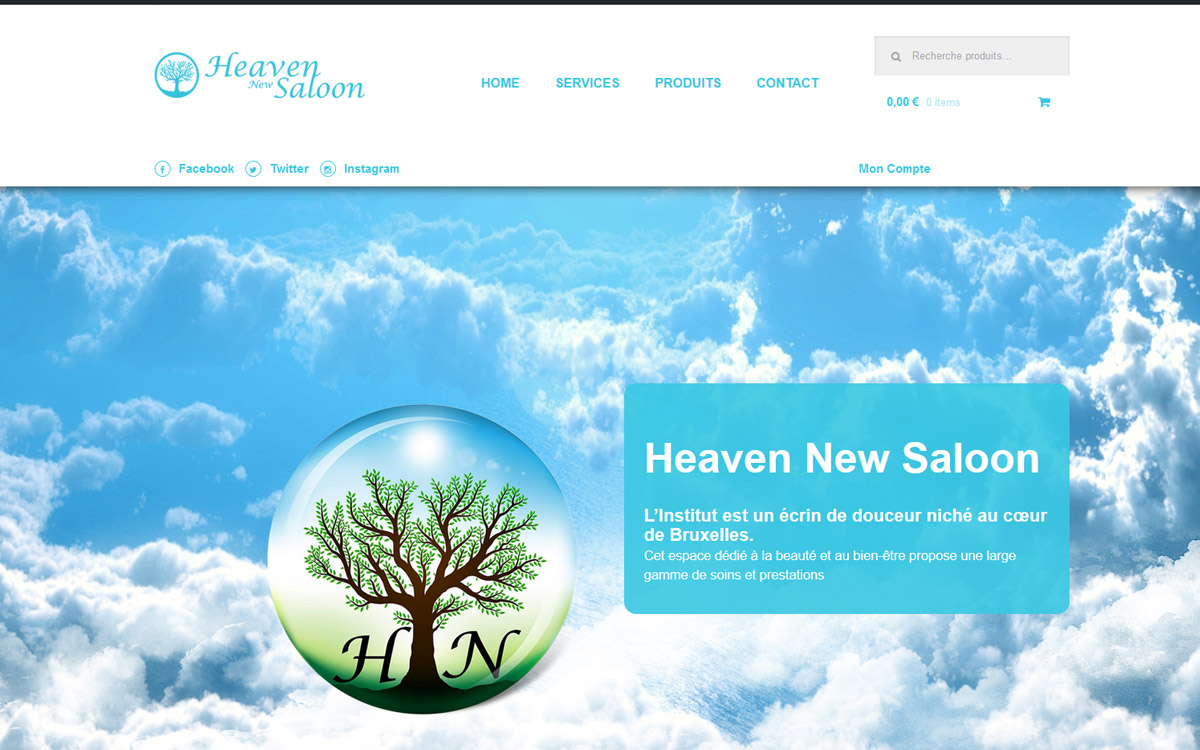 Heaven
New
Saloon
HOME SERVICES PRODUITS CONTACT
Recherche produits…
0,00 € 0 items
Facebook Twitter Instagram
Mon Compte
Heaven New Saloon
L’Institut est un écrin de douceur niché au cœur
de Bruxelles.
Cet espace dédié à la beauté et au bien-être propose une large
gamme de soins et prestations
H N